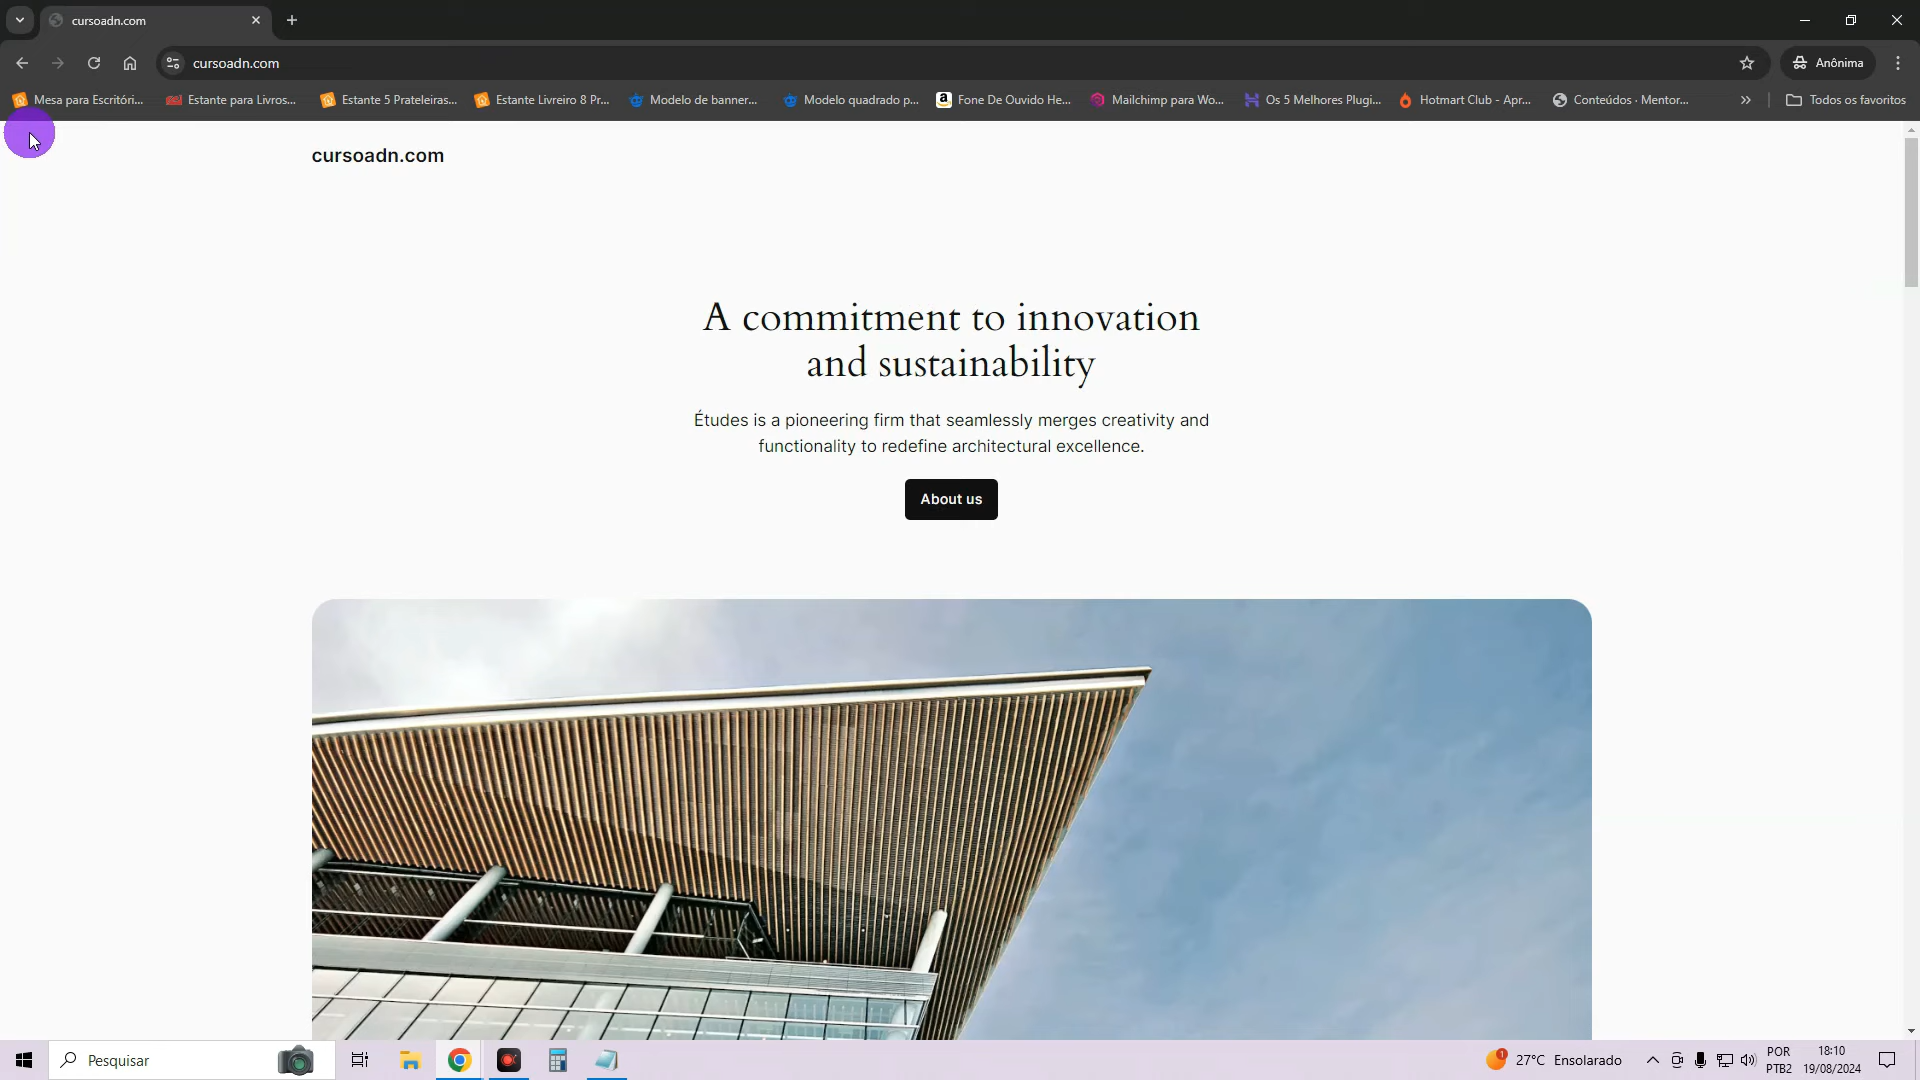 cursoadn.com
cursoadn.com
Anônima
Mesa para Escritóri...
Estante para Livros...
Estante 5 Prateleiras...
Estante Livreiro 8 Pr...
Modelo de banner...
Modelo quadrado p...
Fone De Ouvido He...
Mailchimp para Wo...
Os 5 Melhores Plugi...
Hotmart Club - Apr...
Conteúdos · Mentor...
Todos os favoritos
cursoadn.com
A commitment to innovation
and sustainability
Études is a pioneering firm that seamlessly merges creativity and
functionality to redefine architectural excellence.
About us
Pesquisar
1
27°C Ensolarado
POR
PTB2
18:10
19/08/2024